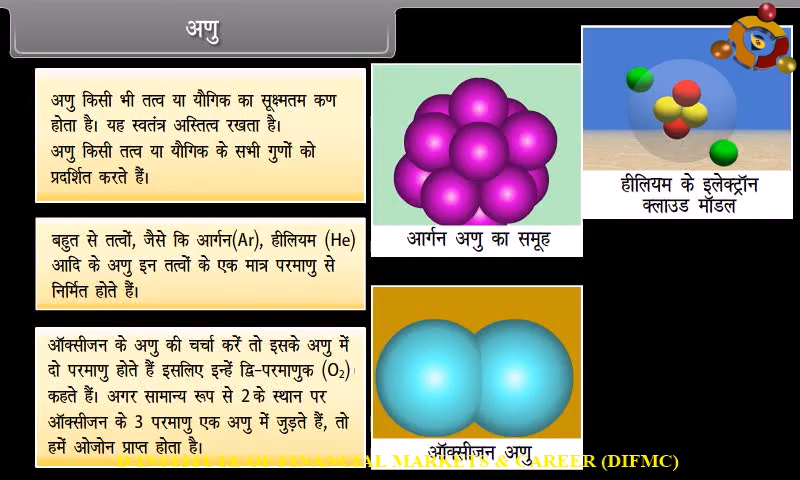 अणु
अणु किसी भी तत्व या यौगिक का सूक्ष्मतम कण
होता है। यह स्वतंत्र अस्तित्व रखता है।
अणु किसी तत्व या यौगिक के सभी गुणों को
प्रदर्शित करते हैं।
बहुत से तत्वों, जैसे कि आर्गन(Ar), हीलियम (He)
आदि के अणु इन तत्वों के एक मात्र परमाणु से
निर्मित होते हैं।
ऑक्सीजन के अणु की चर्चा करें तो इसके अणु में
दो परमाणु होते हैं इसलिए इन्हें द्वि-परमाणुक (O₂)
कहते हैं। अगर सामान्य रूप से 2 के स्थान पर
ऑक्सीजन के 3 परमाणु एक अणु में जुड़ते हैं, तो
हमें ओजोन प्राप्त होता है।
आर्गन अणु का समूह
हीलियम के इलेक्ट्रॉन
क्लाउड मॉडल
ऑक्सीजन अणु
INSTITUTE OF FINANCIAL MARKETS & CAREER (DIFMC)